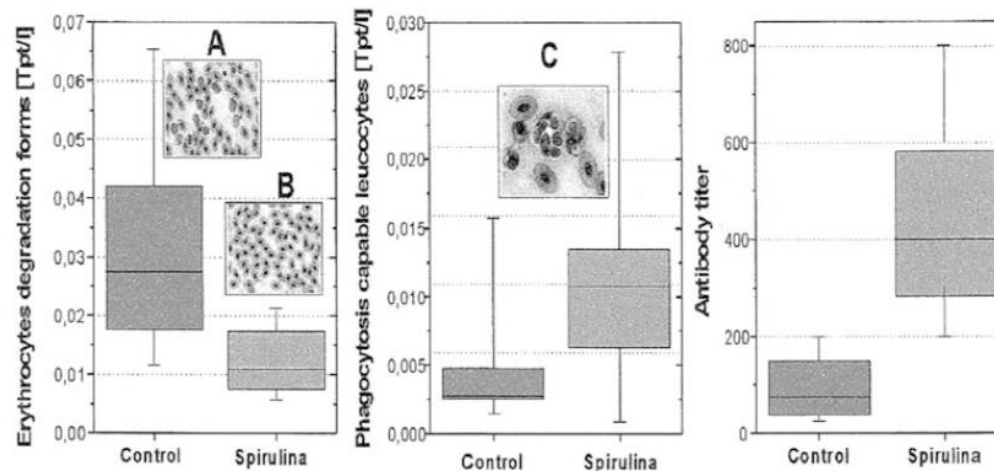 Erythrocytes degradation forms [Tpt/l]
0,07
0,06
0,05
0,04
0,03
0,02
0,01
0,00
A
B
Control
Spirulina
Phagocytosis capable leucocytes [Tpt/l]
0,030
0,025
0,020
0,015
0,010
0,005
0,000
C
Control
Spirulina
Antibody titer
800
600
400
200
0
Control
Spirulina